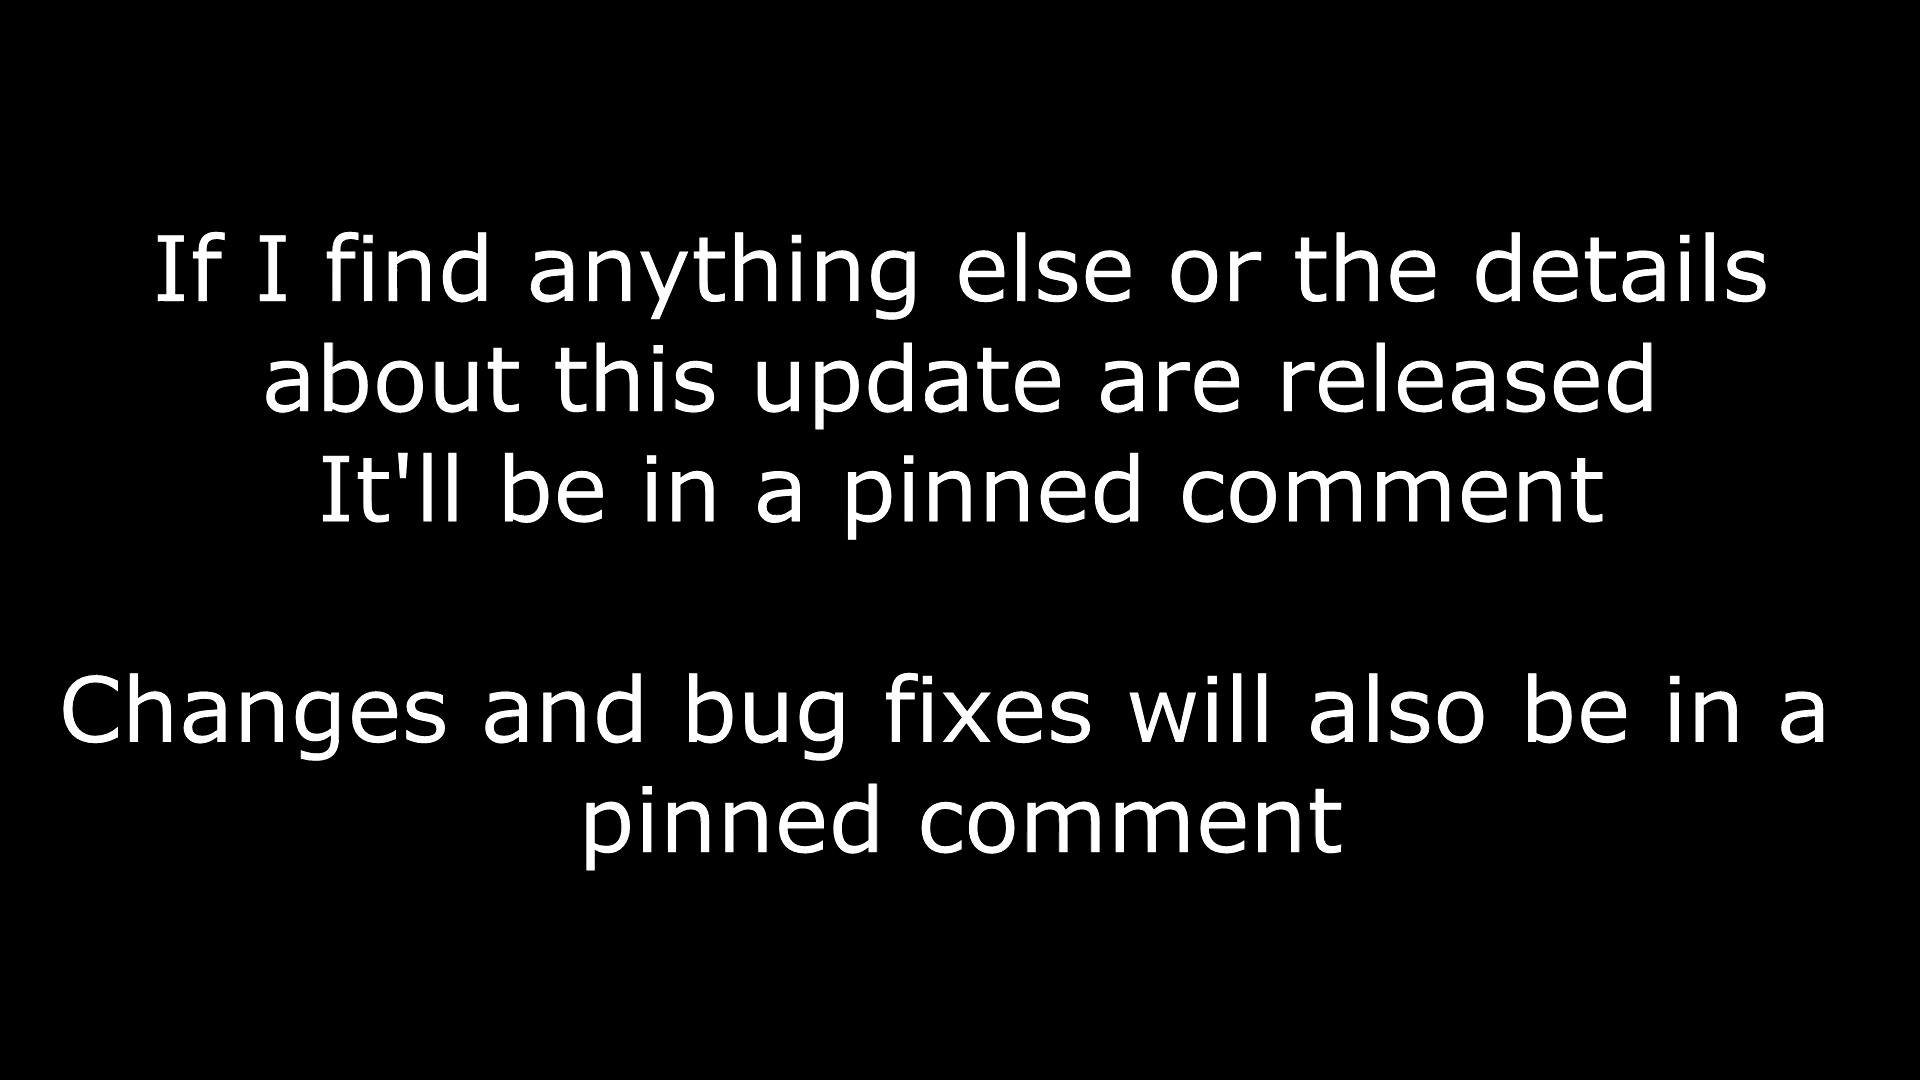 If I find anything else or the details
about this update are released
It'll be in a pinned comment
Changes and bug fixes will also be in a
pinned comment